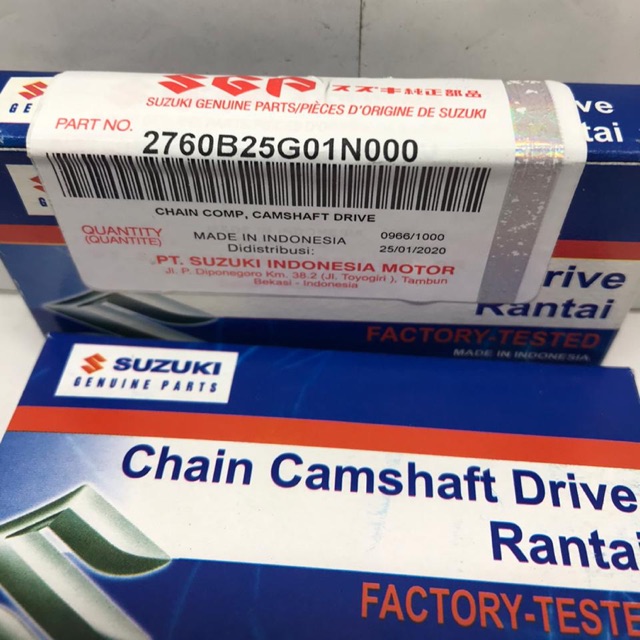 SGP スズキ純正部品
SUZUKI GENUINE PARTS/PIÈCES D'ORIGINE DE SUZUKI
PART NO. 2760B25G01N000
CHAIN COMP, CAMSHAFT DRIVE
QUANTITY
(QUANTITE)
MADE IN INDONESIA 0966/1000
Didistribusi: 25/01/2020
PT. SUZUKI INDONESIA MOTOR
Jl. P. Diponegoro Km. 38.2 (Jl. Toyogiri), Tambun
Bekasi - Indonesia
Drive
Rantai
FACTORY-TESTED
MADE IN INDONESIA
SUZUKI
GENUINE PARTS
Chain Camshaft Drive
Rantai
FACTORY-TESTE